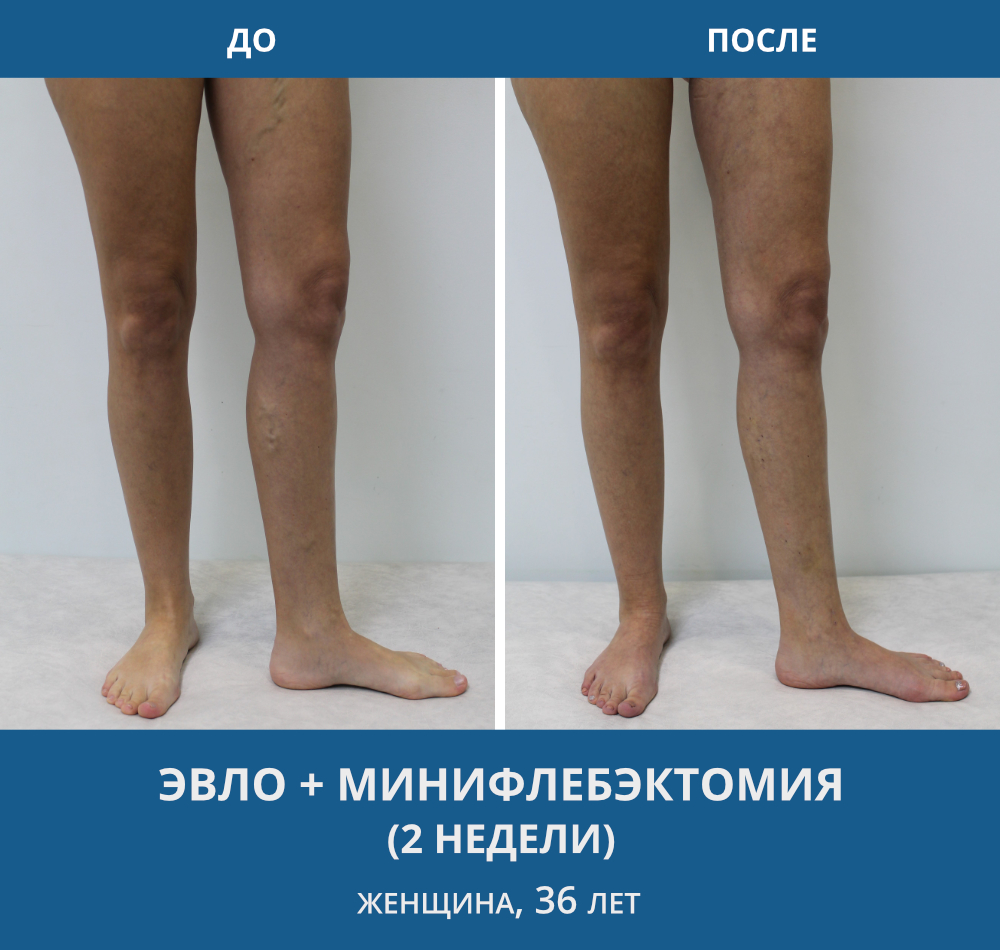 ДО
ПОСЛЕ
ЭВЛО + МИНИФЛЕБЭКТОМИЯ
(2 НЕДЕЛИ)
ЖЕНЩИНА, 36 ЛЕТ